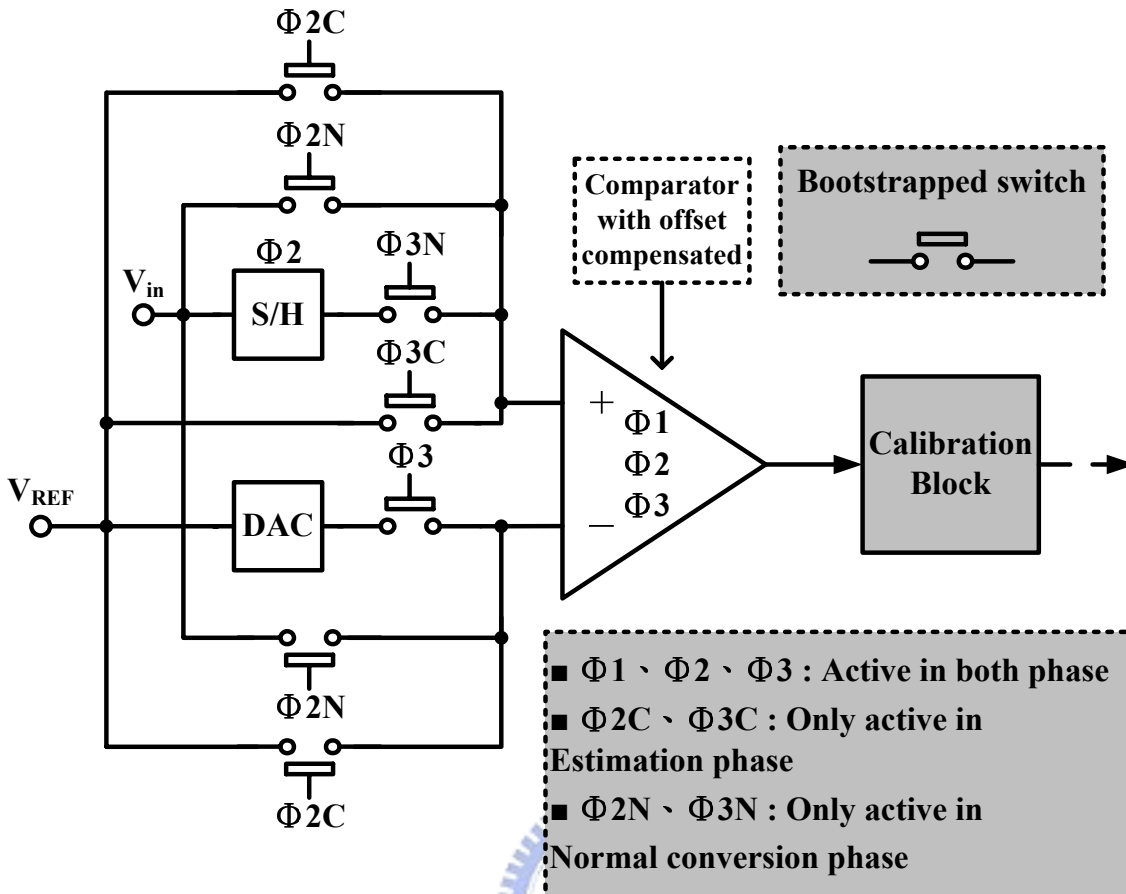 Φ2C
Φ2N
Φ2
Φ3N
V_in
S/H
Φ3C
Φ3
V_REF
DAC
Φ2N
Φ2C
Comparator
with offset
compensated
Bootstrapped switch
+
Φ1
Φ2
Φ3
−
Calibration
Block
■ Φ1、Φ2、Φ3 : Active in both phase
■ Φ2C、Φ3C : Only active in
Estimation phase
■ Φ2N、Φ3N : Only active in
Normal conversion phase